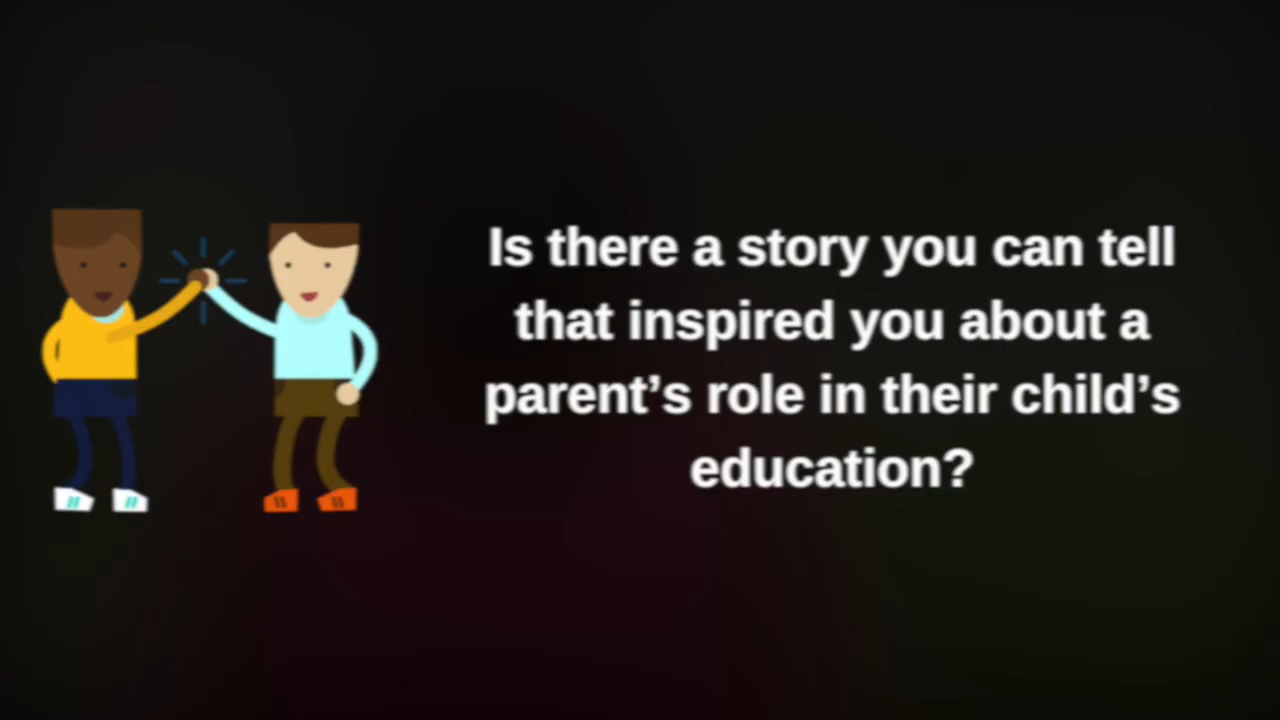 Is there a story you can tell
that inspired you about a
parent’s role in their child’s
education?